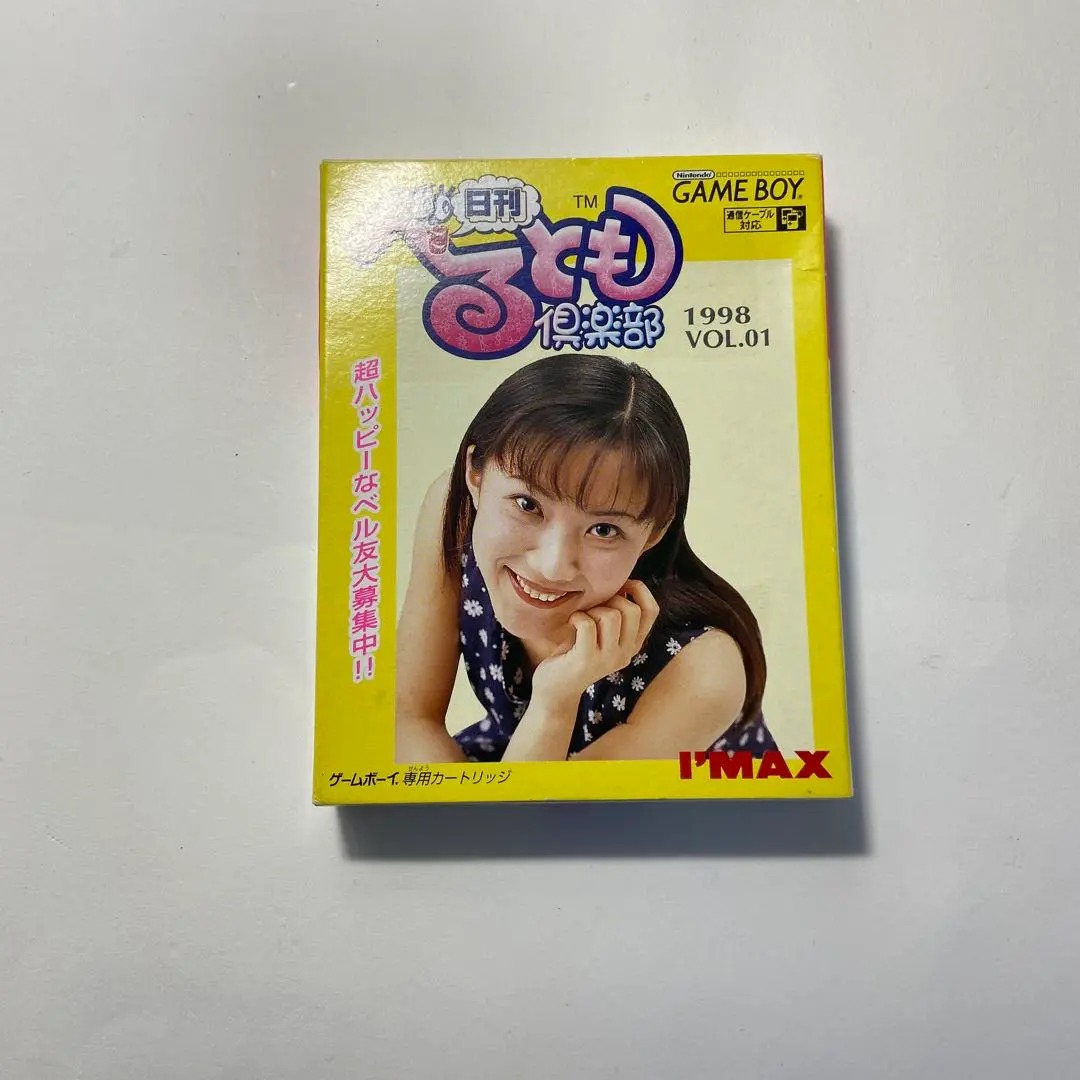 日刊
べるとも
倶楽部
TM
Nintendo
GAME BOY®
通信ケーブル
対応
1998
VOL.01
超ハッピーなベル友大募集中!!
ゲームボーイ専用カートリッジ
せんよう
I'MAX